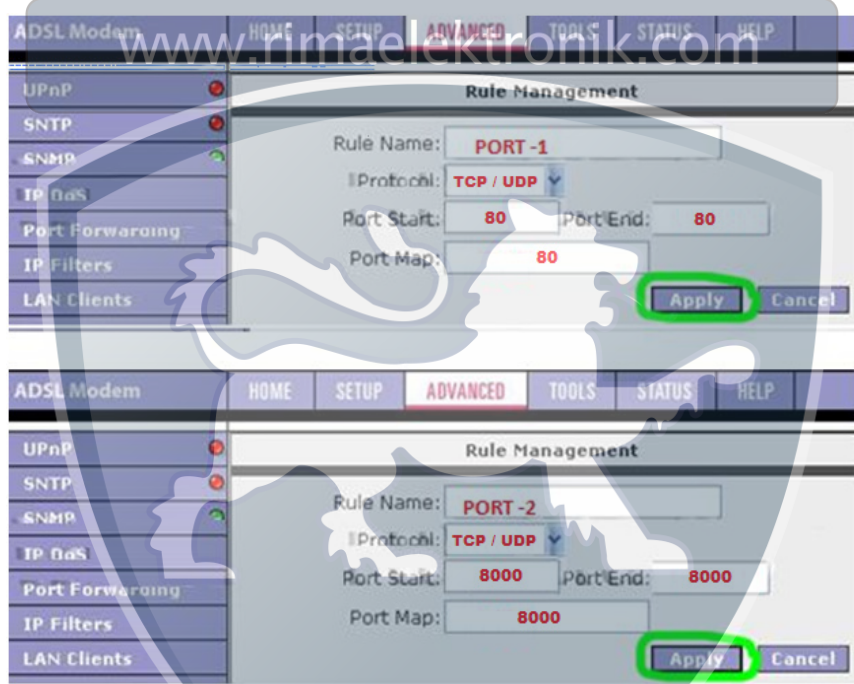 www.rimaelektronik.com
ADSL Modem HOME SETUP ADVANCED TOOLS STATUS HELP
UPnP
Rule Management
SNTP
SNMP
IP QoS
Port Forwarding
IP Filters
LAN Clients
Rule Name: PORT -1
Protocol: TCP / UDP
Port Start: 80 Port End: 80
Port Map: 80
Apply Cancel
ADSL Modem HOME SETUP ADVANCED TOOLS STATUS HELP
UPnP
Rule Management
SNTP
SNMP
IP QoS
Port Forwarding
IP Filters
LAN Clients
Rule Name: PORT -2
Protocol: TCP / UDP
Port Start: 8000 Port End: 8000
Port Map: 8000
Apply Cancel